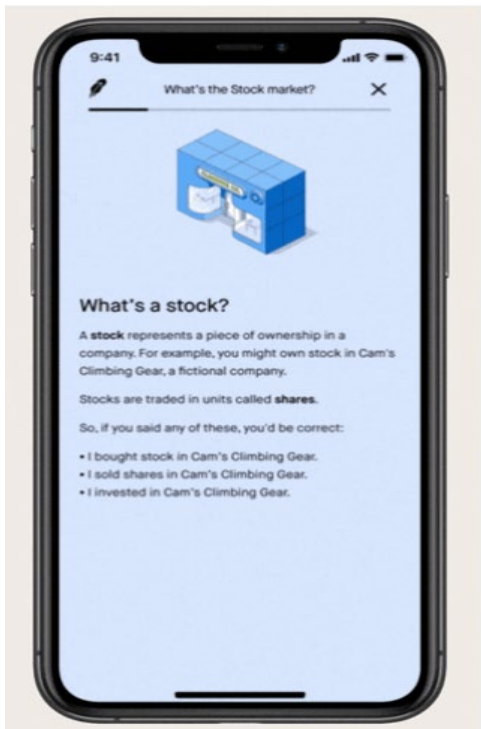 9:41
What's the Stock market?
What's a stock?
A stock represents a piece of ownership in a
company. For example, you might own stock in Cam's
Climbing Gear, a fictional company.
Stocks are traded in units called shares.
So, if you said any of these, you'd be correct:
• I bought stock in Cam's Climbing Gear.
• I sold shares in Cam's Climbing Gear.
• I invested in Cam's Climbing Gear.